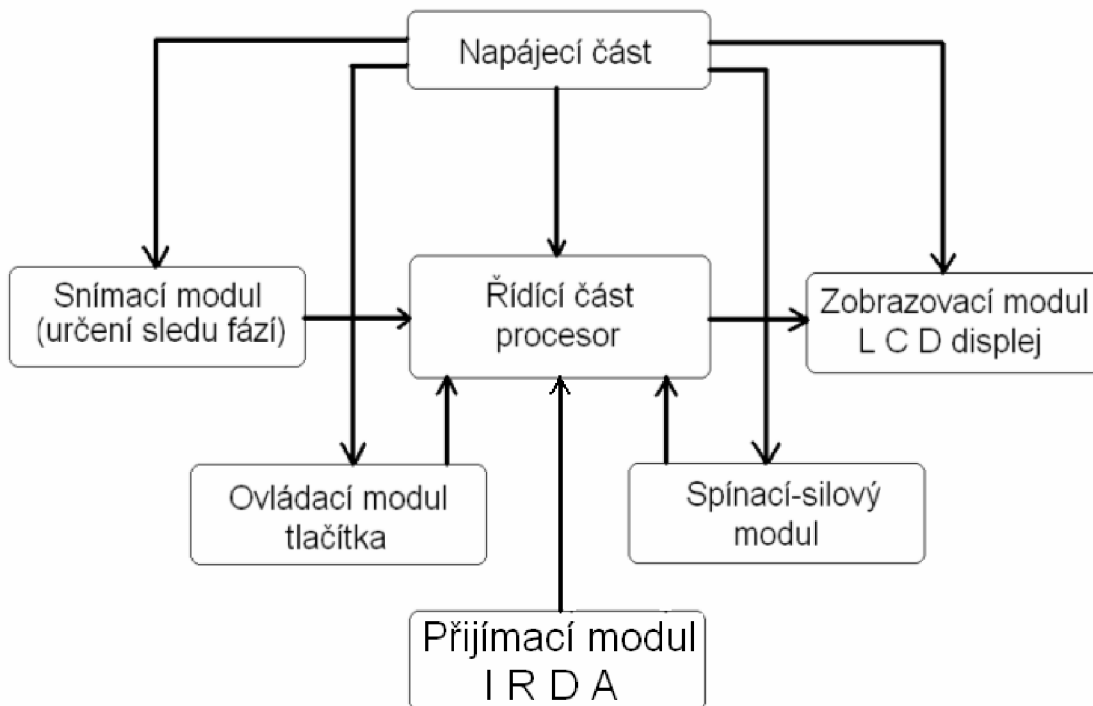 Napájecí část
Snímací modul
(určení sledu fází)
Řídící část
procesor
Zobrazovací modul
L C D displej
Ovládací modul
tlačítka
Spínací-silový
modul
Přijímací modul
I R D A